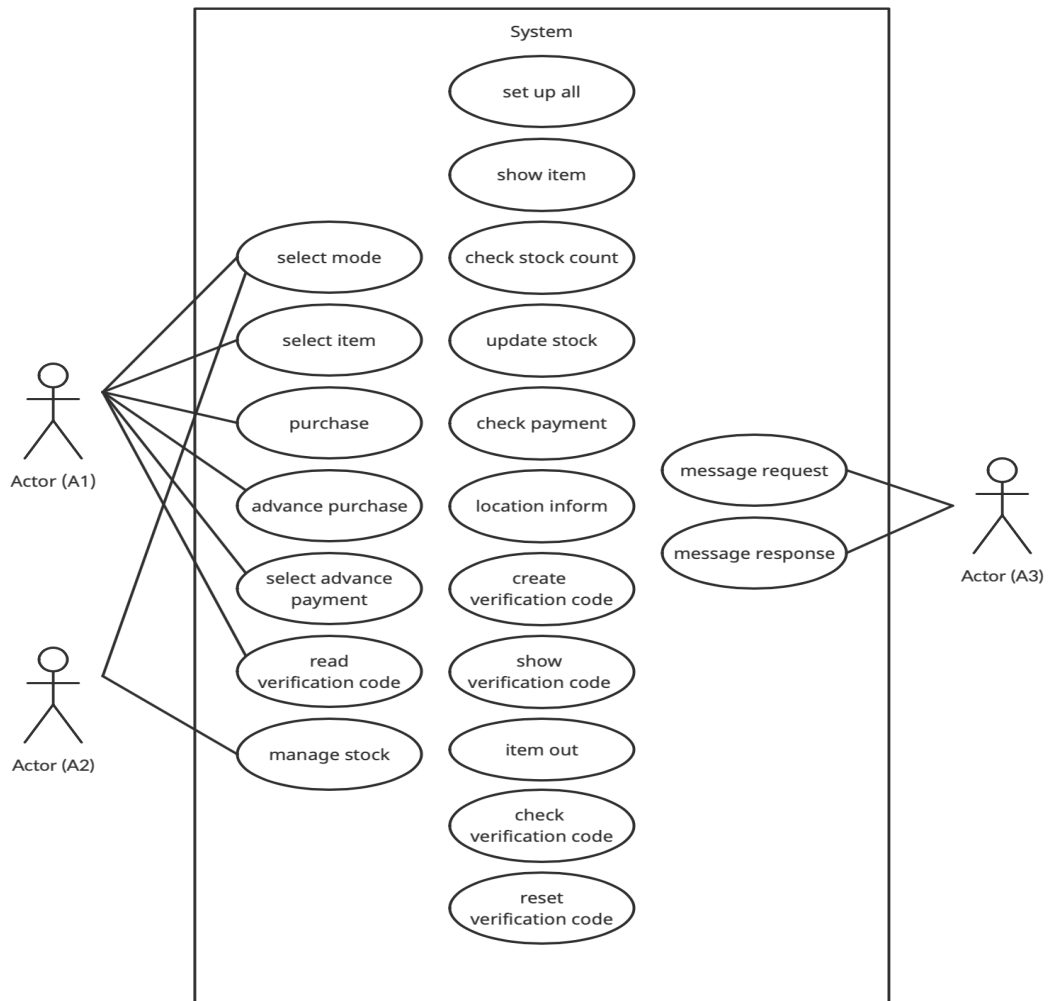 System
set up all
show item
select mode
check stock count
select item
update stock
purchase
check payment
message request
advance purchase
location inform
message response
select advance
payment
create
verification code
read
verification code
show
verification code
manage stock
item out
check
verification code
reset
verification code
Actor (A1)
Actor (A2)
Actor (A3)